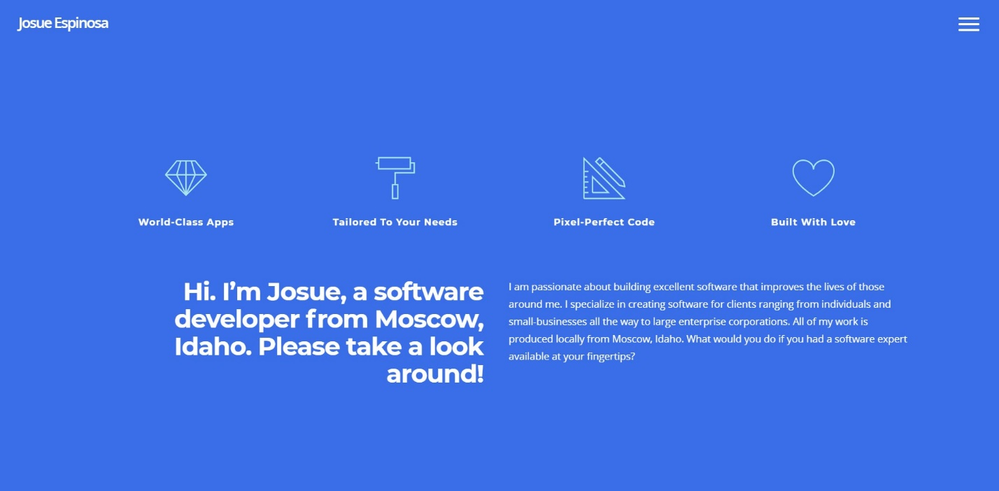 Josue Espinosa
World-Class Apps
Tailored To Your Needs
Pixel-Perfect Code
Built With Love
Hi. I’m Josue, a software
developer from Moscow,
Idaho. Please take a look
around!
I am passionate about building excellent software that improves the lives of those
around me. I specialize in creating software for clients ranging from individuals and
small-businesses all the way to large enterprise corporations. All of my work is
produced locally from Moscow, Idaho. What would you do if you had a software expert
available at your fingertips?